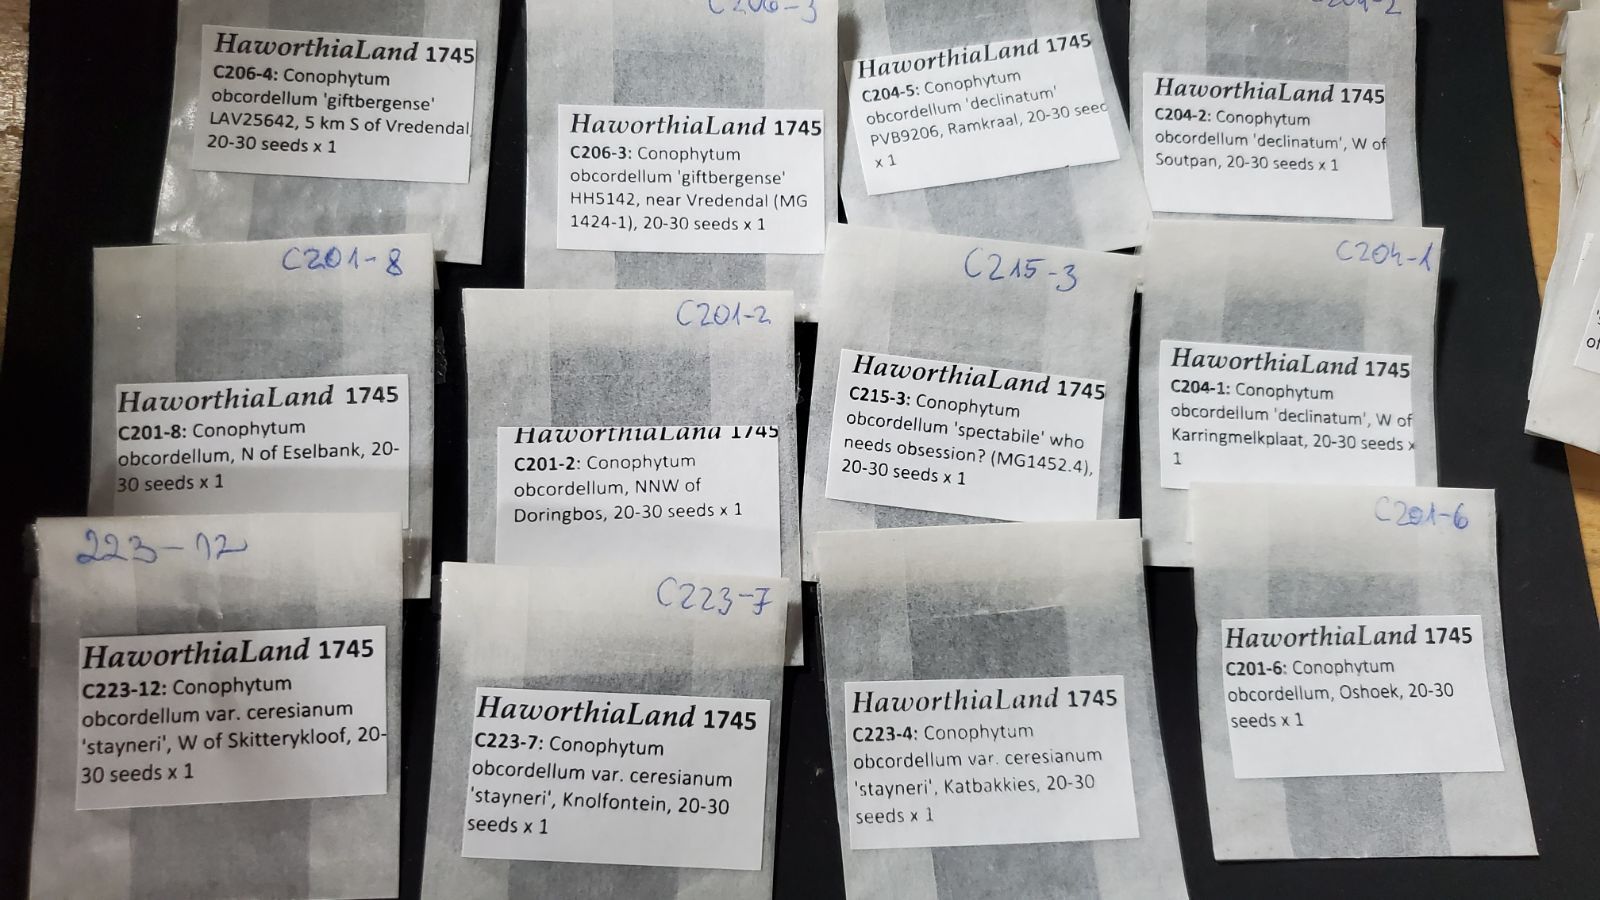 HaworthiaLand 1745
C206-4: Conophytum
obcordellum 'giftbergense'
LAV25642, 5 km S of Vredendal
20-30 seeds x 1
C206-3
HaworthiaLand 1745
C206-3: Conophytum
obcordellum 'giftbergense'
HH5142, near Vredendal (MG
1424-1), 20-30 seeds x 1
HaworthiaLand 1745
C204-5: Conophytum
obcordellum 'declinatum'
PVB9206, Ramkraal, 20-30 seed
x 1
C204-2
HaworthiaLand 1745
C204-2: Conophytum
obcordellum 'declinatum', W of
Soutpan, 20-30 seeds x 1
C201-8
HaworthiaLand 1745
C201-8: Conophytum
obcordellum, N of Eselbank, 20-
30 seeds x 1
C201-2
HaworthiaLand 1745
C201-2: Conophytum
obcordellum, NNW of
Doringbos, 20-30 seeds x 1
C215-3
HaworthiaLand 1745
C215-3: Conophytum
obcordellum 'spectabile' who
needs obsession? (MG1452.4),
20-30 seeds x 1
C204-1
HaworthiaLand 1745
C204-1: Conophytum
obcordellum 'declinatum', W of
Karringmelkplaat, 20-30 seeds x
1
223-12
HaworthiaLand 1745
C223-12: Conophytum
obcordellum var. ceresianum
'stayneri', W of Skitterykloof, 20-
30 seeds x 1
C223-7
HaworthiaLand 1745
C223-7: Conophytum
obcordellum var. ceresianum
'stayneri', Knolfontein, 20-30
seeds x 1
HaworthiaLand 1745
C223-4: Conophytum
obcordellum var. ceresianum
'stayneri', Katbakkies, 20-30
seeds x 1
C201-6
HaworthiaLand 1745
C201-6: Conophytum
obcordellum, Oshoek, 20-30
seeds x 1